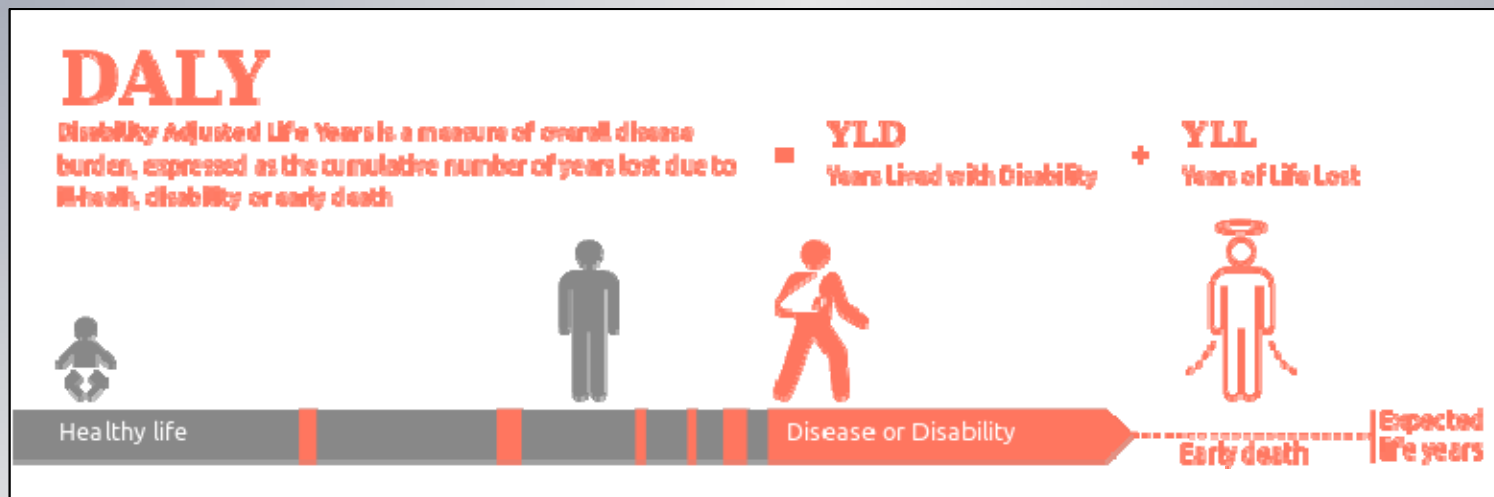 DALY
Disability Adjusted Life Years is a measure of overall disease
burden, expressed as the cumulative number of years lost due to
ill-heath, disability or early death
=
YLD
Years Lived with Disability
+
YLL
Years of Life Lost
Healthy life
Disease or Disability
Early death
Expected
life years